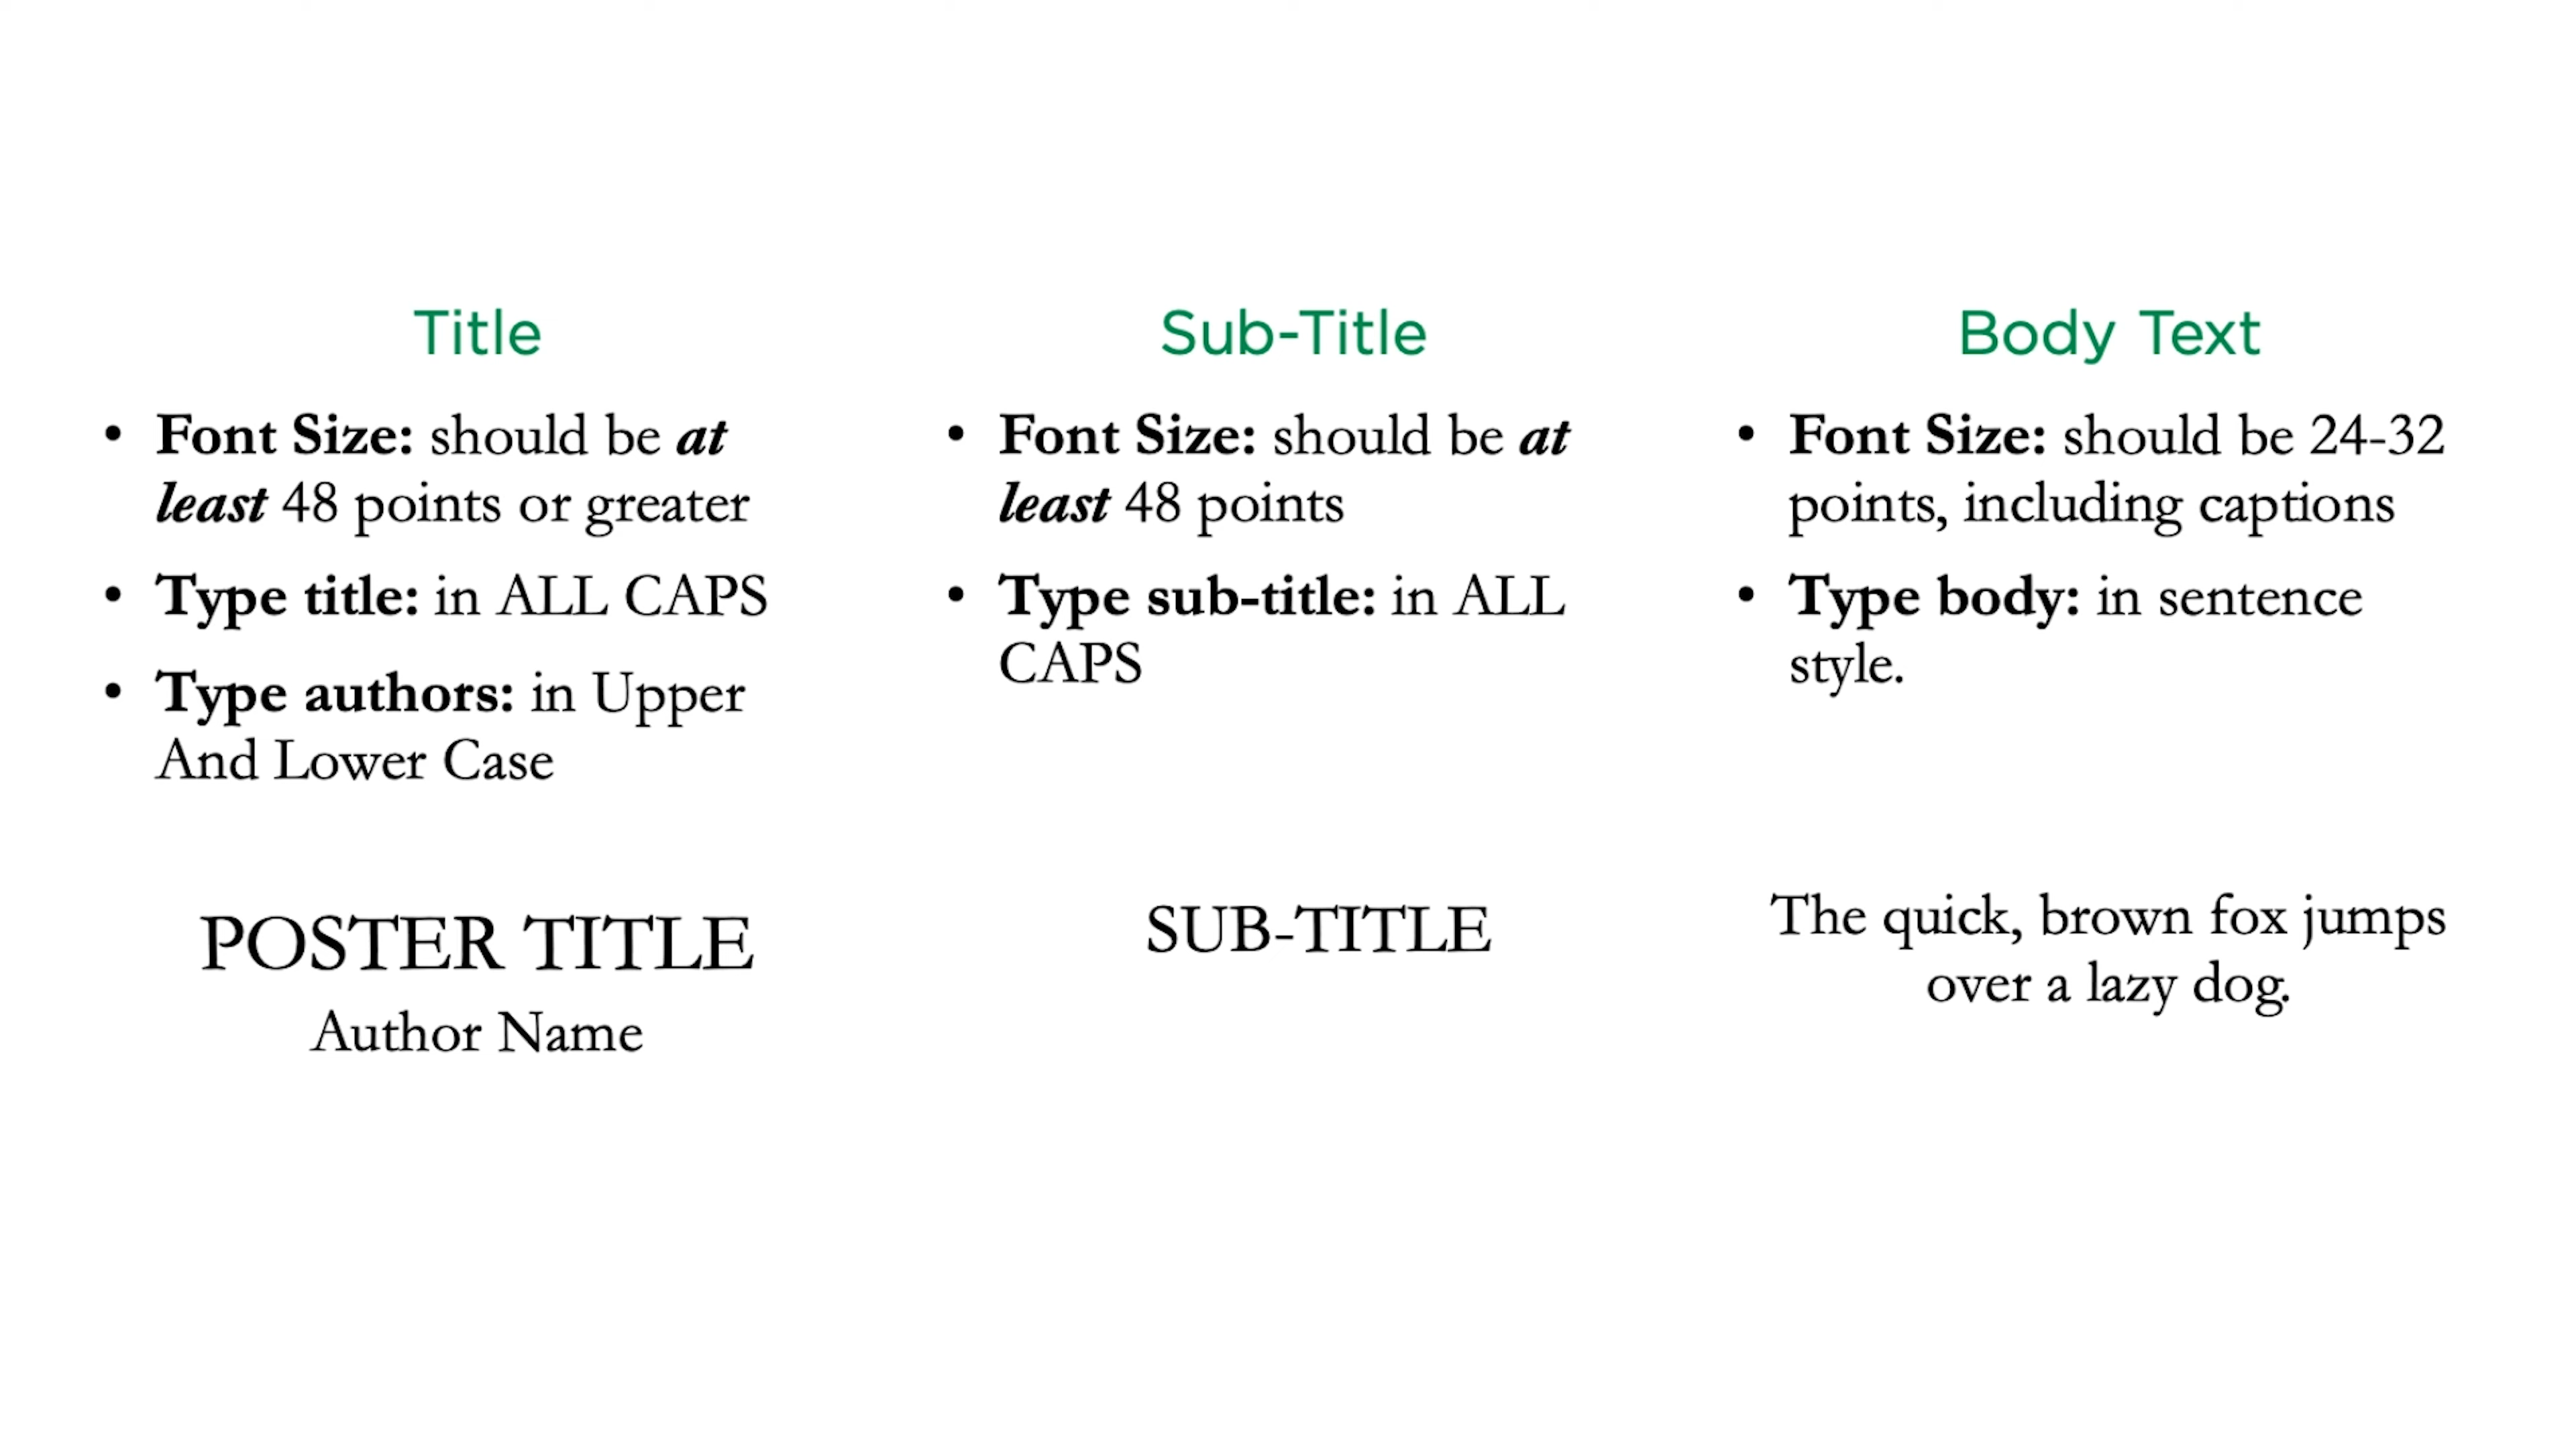 Title
• Font Size: should be at
least 48 points or greater
• Type title: in ALL CAPS
• Type authors: in Upper
And Lower Case
POSTER TITLE
Author Name
Sub-Title
• Font Size: should be at
least 48 points
• Type sub-title: in ALL
CAPS
SUB-TITLE
Body Text
• Font Size: should be 24-32
points, including captions
• Type body: in sentence
style.
The quick, brown fox jumps
over a lazy dog.